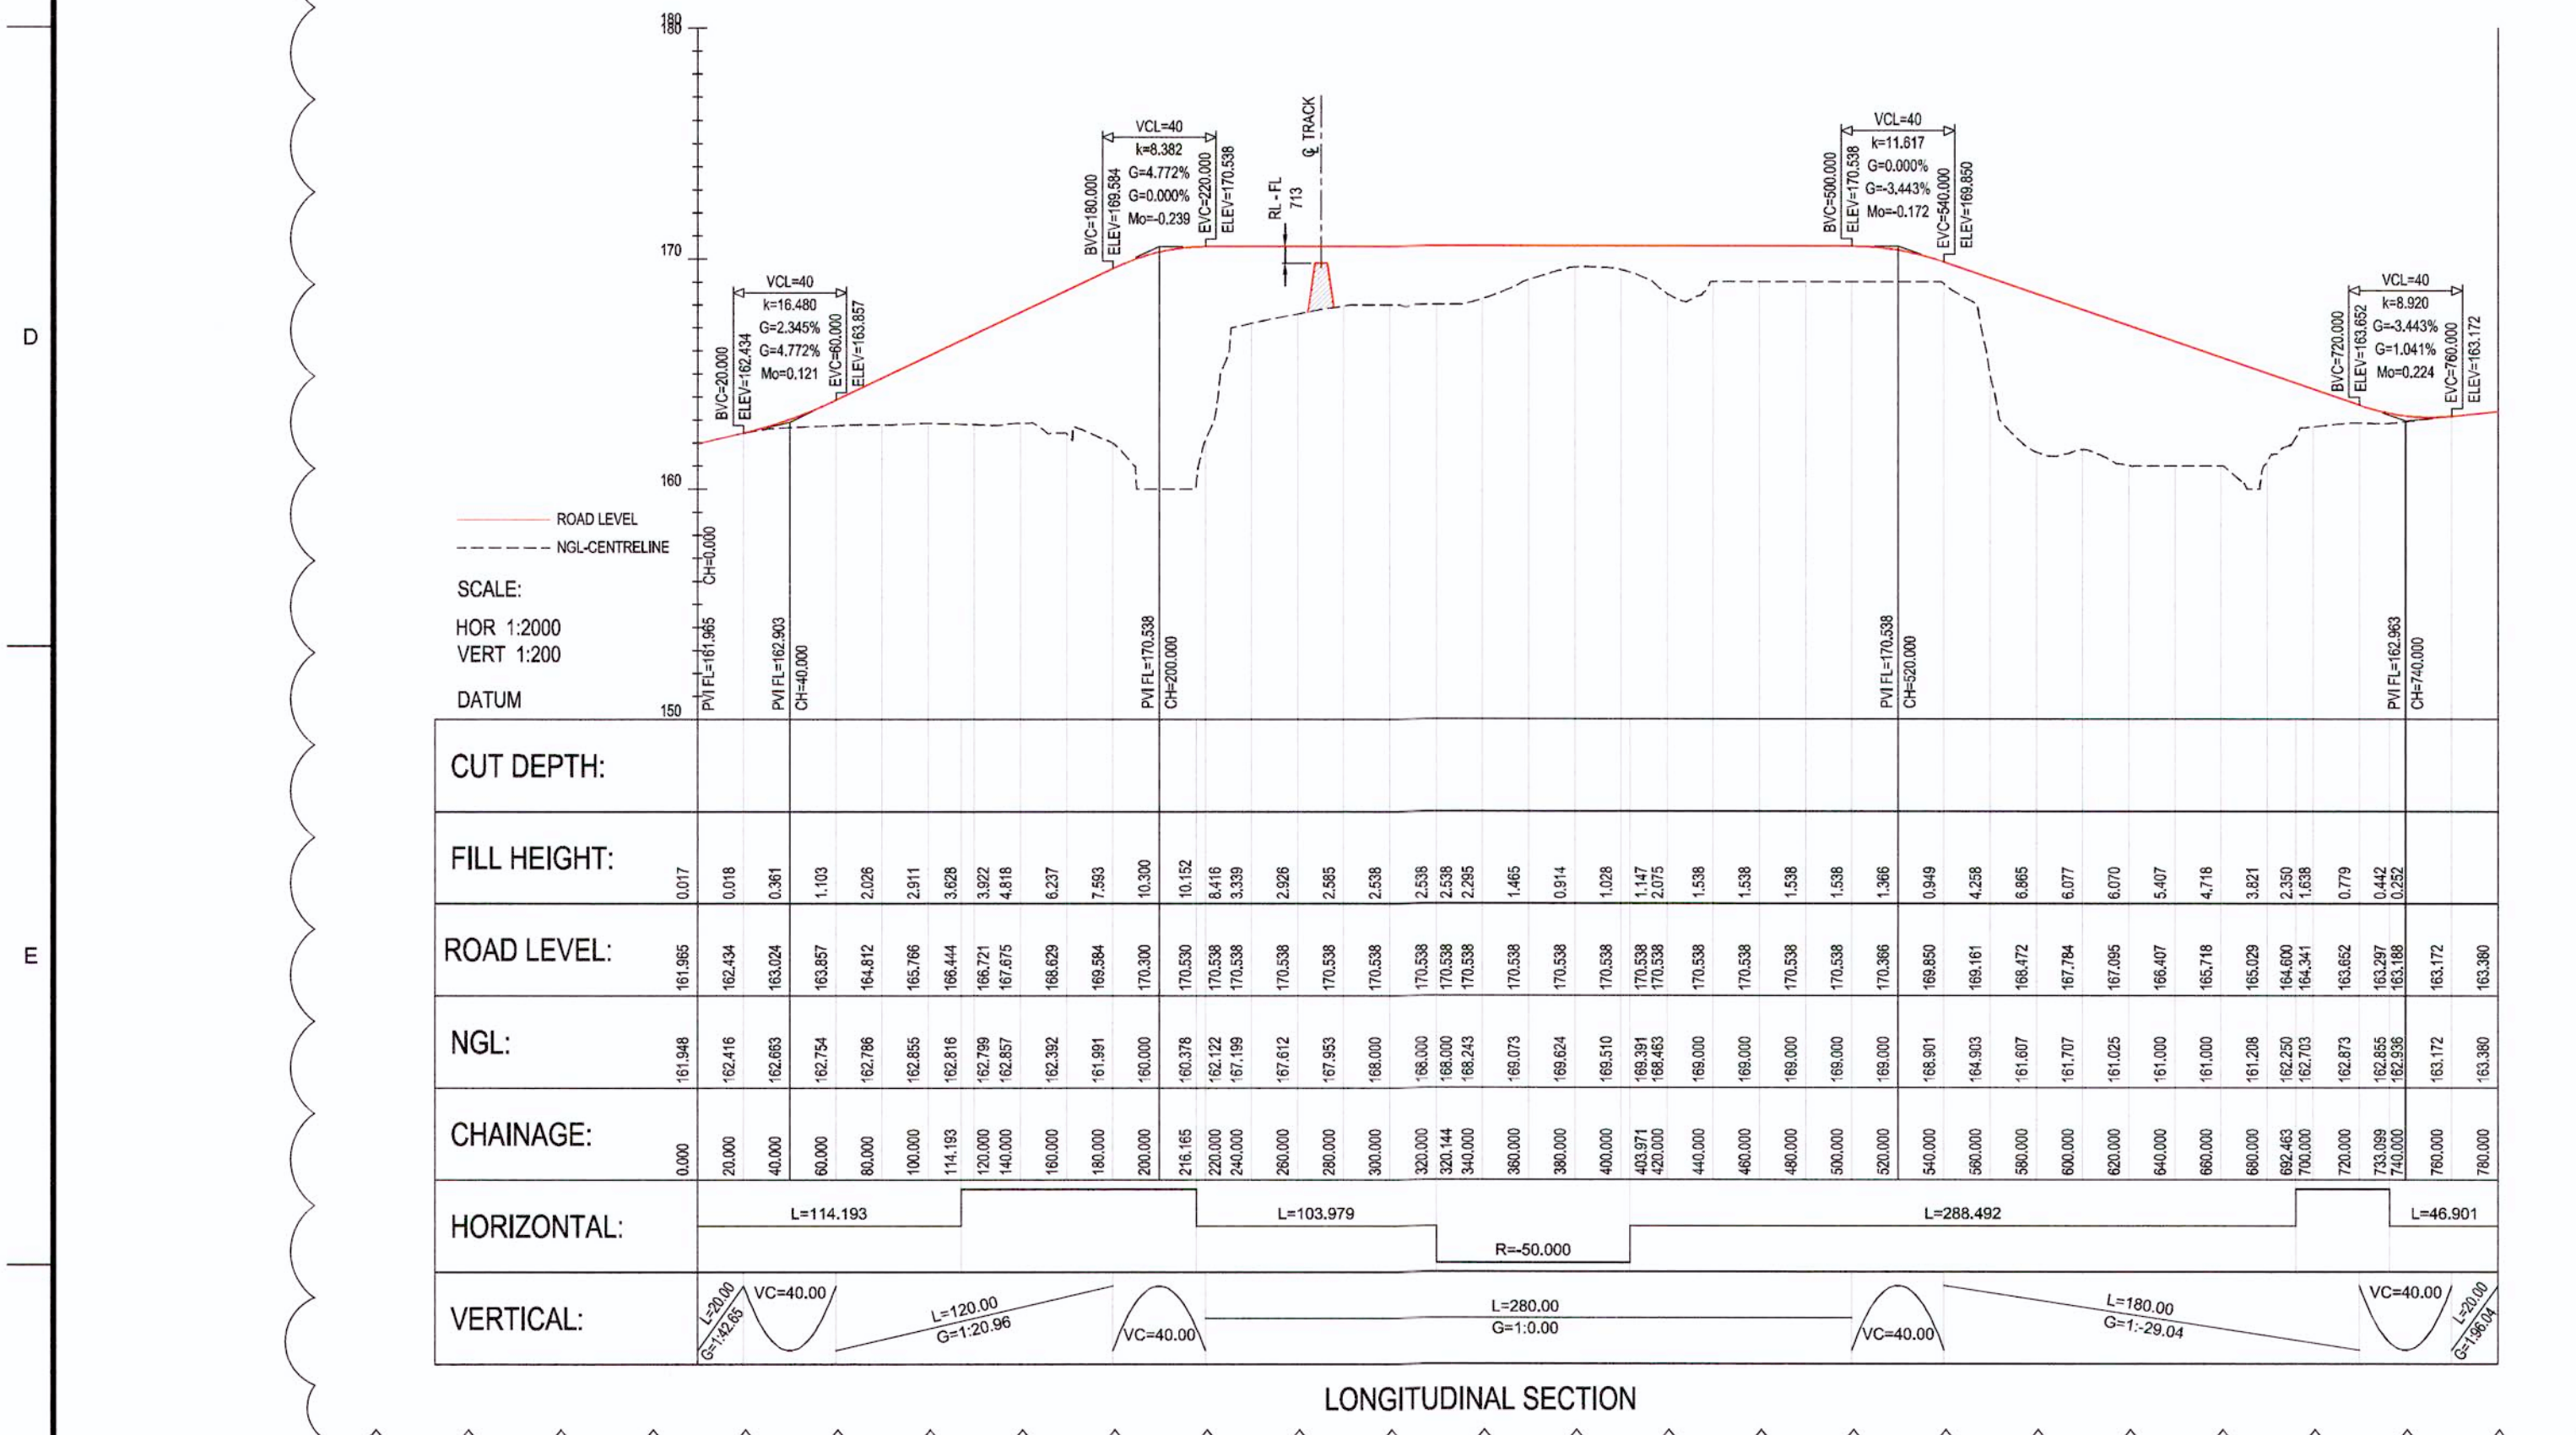 180
180
170
160
150
VCL=40
k=16.480
G=2.345%
G=4.772%
Mo=0.121
BVC=20.000
ELEV=162.434
EVC=60.000
ELEV=163.857
VCL=40
k=8.382
G=4.772%
G=0.000%
Mo=-0.239
BVC=180.000
ELEV=169.584
EVC=220.000
ELEV=170.538
RL - FL
713
℄ TRACK
VCL=40
k=11.617
G=0.000%
G=-3.443%
Mo=-0.172
BVC=500.000
ELEV=170.538
EVC=540.000
ELEV=169.850
VCL=40
k=8.920
G=-3.443%
G=1.041%
Mo=0.224
BVC=720.000
ELEV=163.652
EVC=760.000
ELEV=163.172
D
ROAD LEVEL
NGL-CENTRELINE
SCALE:
HOR 1:2000
VERT 1:200
DATUM
PVI FL=161.965 CH=0.000
PVI FL=162.903
CH=40.000
PVI FL=170.538
CH=200.000
PVI FL=170.538
CH=520.000
PVI FL=162.963
CH=740.000
CUT DEPTH:
FILL HEIGHT: 0.017 0.018 0.361 1.103 2.026 2.911 3.628 3.922 4.818 6.237 7.593 10.300 10.152 8.416 3.339 2.926 2.585 2.538 2.538 2.538 2.295 1.465 0.914 1.028 1.147 2.075 1.538 1.538 1.538 1.538 1.366 0.949 4.258 6.865 6.077 6.070 5.407 4.718 3.821 2.350 1.638 0.779 0.442 0.252
E
ROAD LEVEL: 161.965 162.434 163.024 163.857 164.812 165.766 166.444 166.721 167.675 168.629 169.584 170.300 170.530 170.538 170.538 170.538 170.538 170.538 170.538 170.538 170.538 170.538 170.538 170.538 170.538 170.538 170.538 170.538 170.538 170.538 170.366 169.850 169.161 168.472 167.784 167.095 166.407 165.718 165.029 164.600 164.341 163.652 163.297 163.188 163.172 163.380
NGL: 161.948 162.416 162.663 162.754 162.786 162.855 162.816 162.799 162.857 162.392 161.991 160.000 160.378 162.122 167.199 167.612 167.953 168.000 168.000 168.000 168.243 169.073 169.624 169.510 169.391 168.463 169.000 169.000 169.000 169.000 169.000 168.901 164.903 161.607 161.707 161.025 161.000 161.000 161.208 162.250 162.703 162.873 162.855 162.936 163.172 163.380
CHAINAGE: 0.000 20.000 40.000 60.000 80.000 100.000 114.193 120.000 140.000 160.000 180.000 200.000 216.165 220.000 240.000 260.000 280.000 300.000 320.000 320.144 340.000 360.000 380.000 400.000 403.971 420.000 440.000 460.000 480.000 500.000 520.000 540.000 560.000 580.000 600.000 620.000 640.000 660.000 680.000 692.463 700.000 720.000 733.099 740.000 760.000 780.000
HORIZONTAL: L=114.193 L=103.979 R=-50.000 L=288.492 L=46.901
VERTICAL:
L=20.00
G=1:42.65
VC=40.00
L=120.00
G=1:20.96
VC=40.00
L=280.00
G=1:0.00
VC=40.00
L=180.00
G=1:-29.04
VC=40.00
L=20.00
G=1:96.04
LONGITUDINAL SECTION